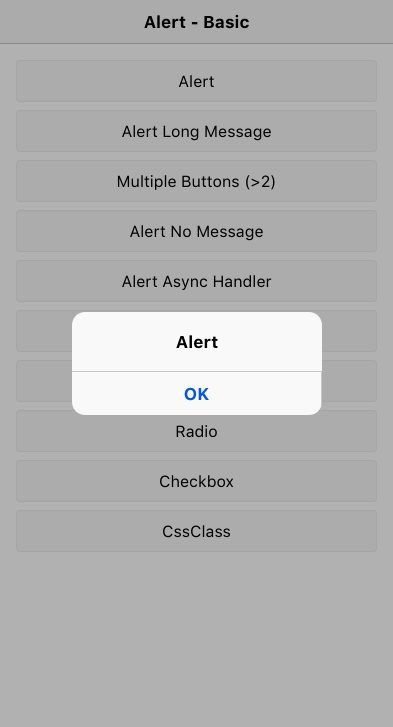 Alert - Basic
Alert
Alert Long Message
Multiple Buttons (>2)
Alert No Message
Alert Async Handler
Alert
OK
Radio
Checkbox
CssClass